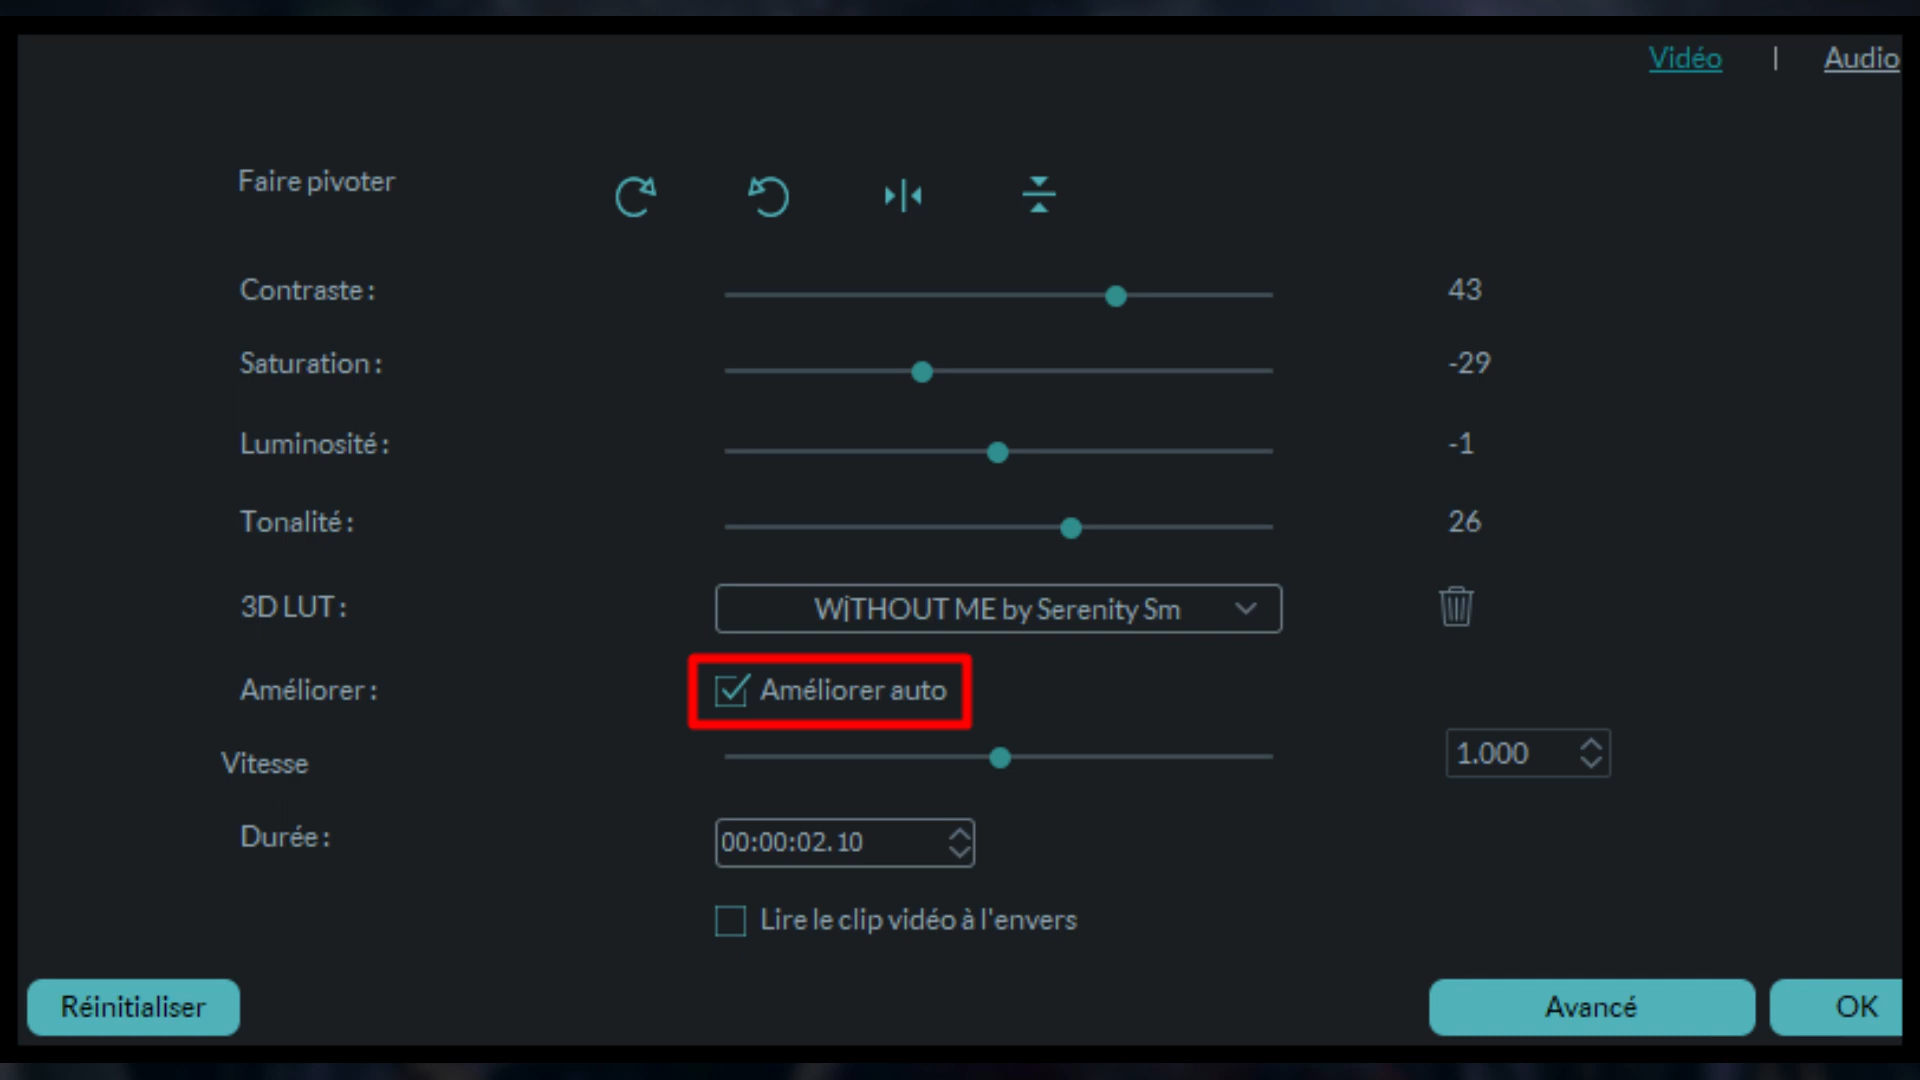 Vidéo | Audio
Faire pivoter
Contraste : 43
Saturation : -29
Luminosité : -1
Tonalité : 26
3D LUT : WiTHOUT ME by Serenity Sm
Améliorer : Améliorer auto
Vitesse 1.000
Durée : 00:00:02.10
Lire le clip vidéo à l'envers
Réinitialiser Avancé OK